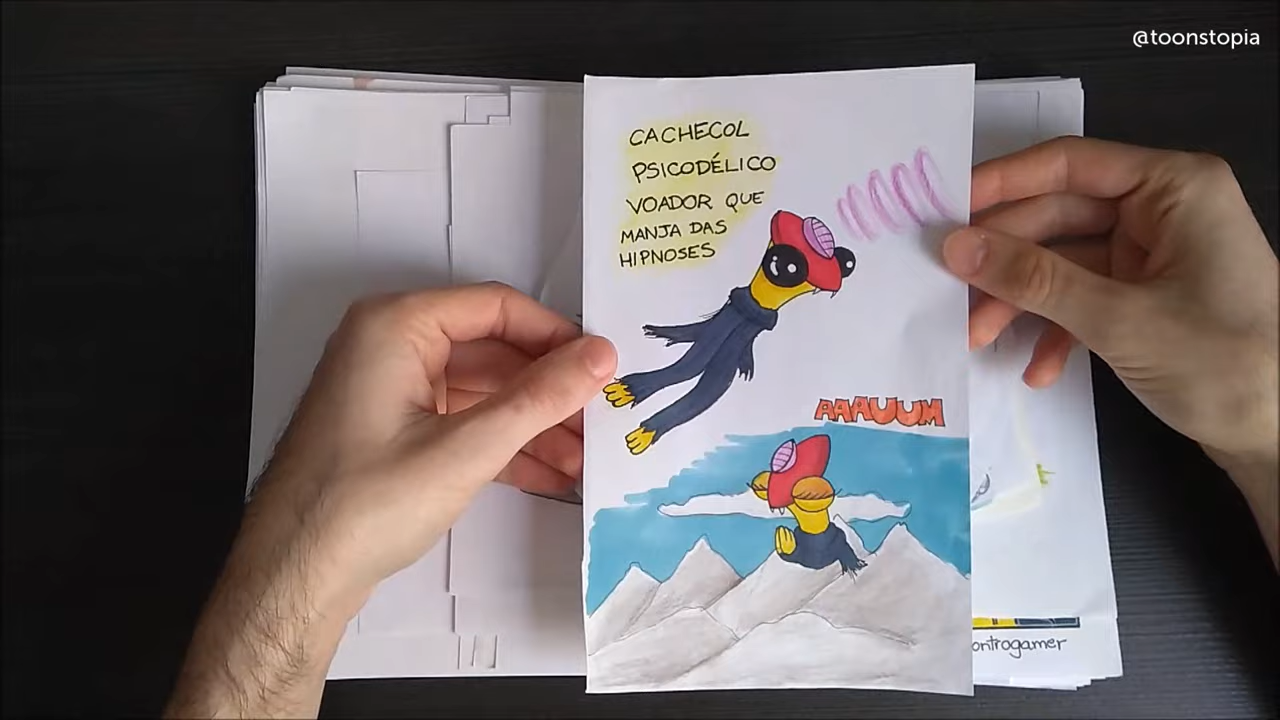 @toonstopia
CACHECOL
PSICODÉLICO
VOADOR QUE
MANJA DAS
HIPNOSES
AAAUUM
ontrogamer